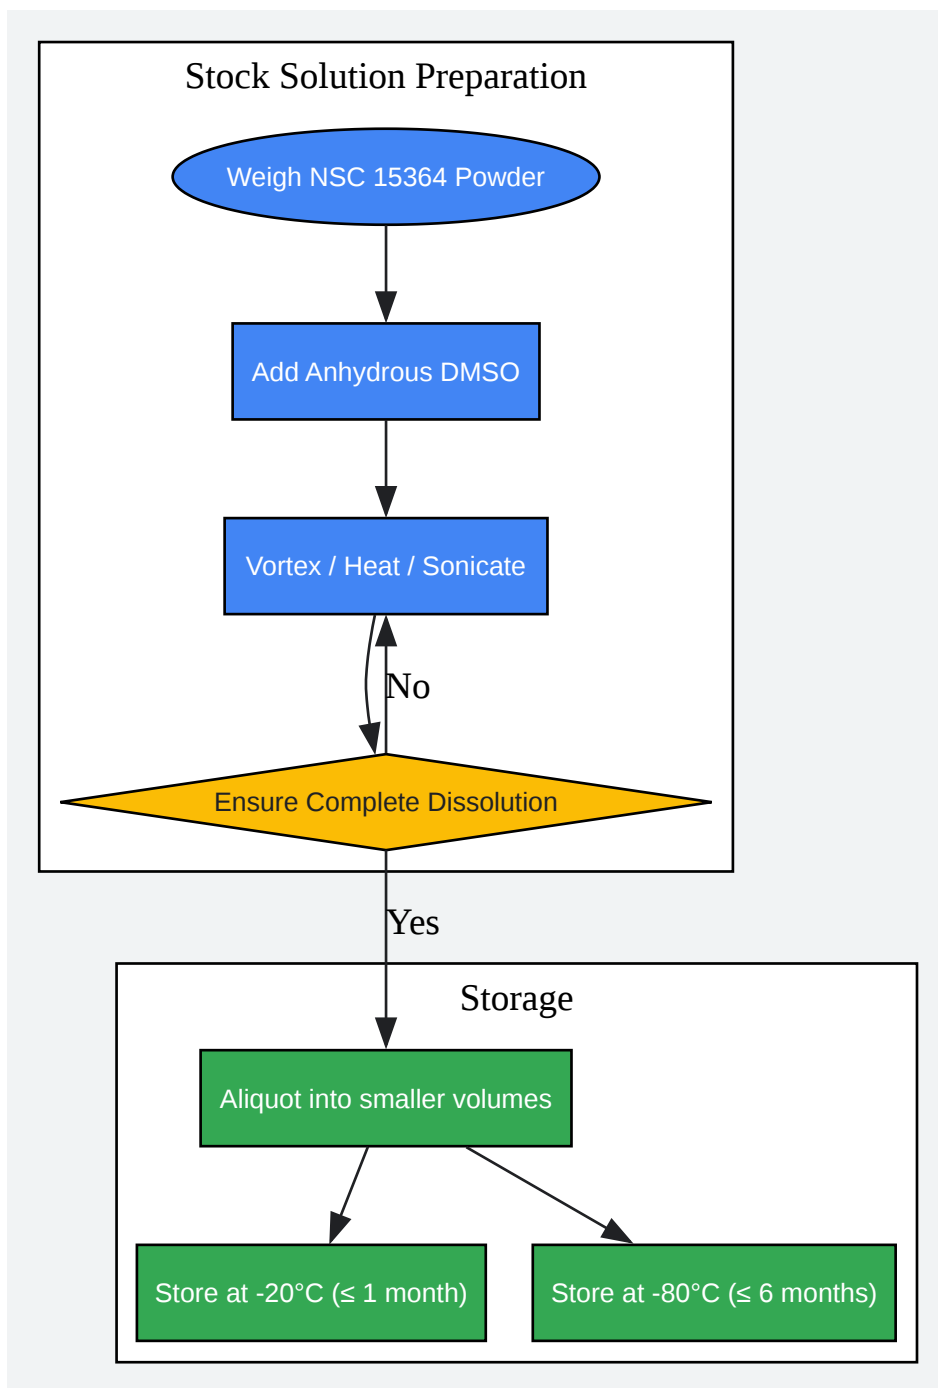 Stock Solution Preparation
Weigh NSC 15364 Powder
Add Anhydrous DMSO
Vortex / Heat / Sonicate
No
Ensure Complete Dissolution
Yes
Storage
Aliquot into smaller volumes
Store at -20°C (≤ 1 month)
Store at -80°C (≤ 6 months)